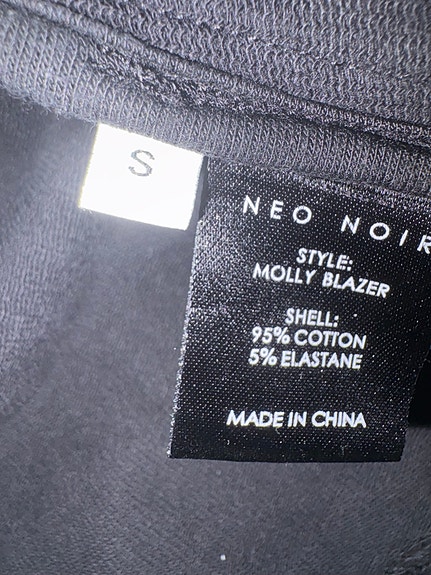 S
NEO NOIR
STYLE:
MOLLY BLAZER
SHELL:
95% COTTON
5% ELASTANE
MADE IN CHINA